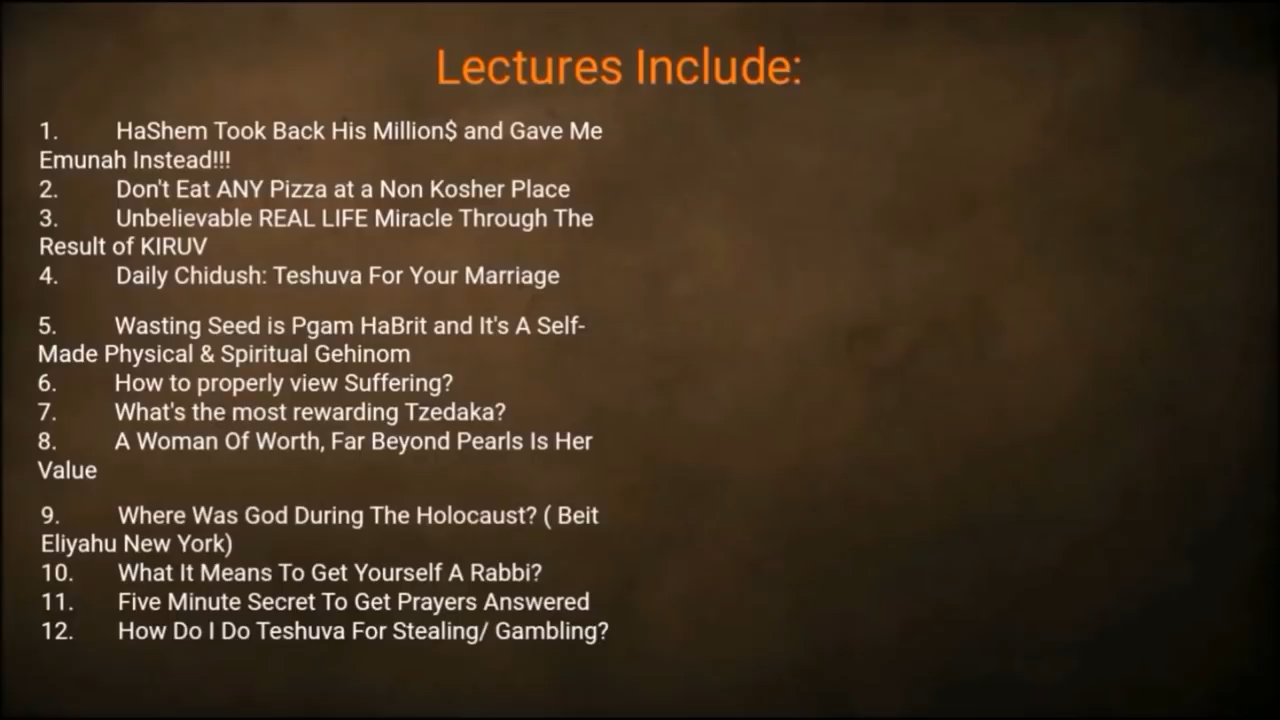 Lectures Include:
1. HaShem Took Back His Million$ and Gave Me
Emunah Instead!!!
2. Don't Eat ANY Pizza at a Non Kosher Place
3. Unbelievable REAL LIFE Miracle Through The
Result of KIRUV
4. Daily Chidush: Teshuva For Your Marriage
5. Wasting Seed is Pgam HaBrit and It's A Self-
Made Physical & Spiritual Gehinom
6. How to properly view Suffering?
7. What's the most rewarding Tzedaka?
8. A Woman Of Worth, Far Beyond Pearls Is Her
Value
9. Where Was God During The Holocaust? ( Beit
Eliyahu New York)
10. What It Means To Get Yourself A Rabbi?
11. Five Minute Secret To Get Prayers Answered
12. How Do I Do Teshuva For Stealing/ Gambling?